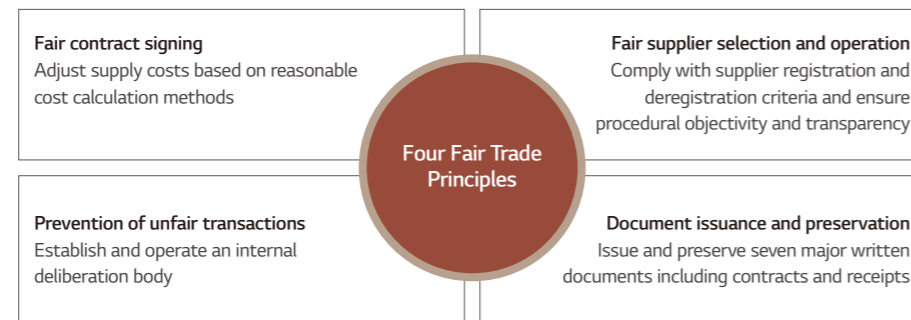 Fair contract signing
Adjust supply costs based on reasonable
cost calculation methods
Fair supplier selection and operation
Comply with supplier registration and
deregistration criteria and ensure
procedural objectivity and transparency
Four Fair Trade
Principles
Prevention of unfair transactions
Establish and operate an internal
deliberation body
Document issuance and preservation
Issue and preserve seven major written
documents including contracts and receipts